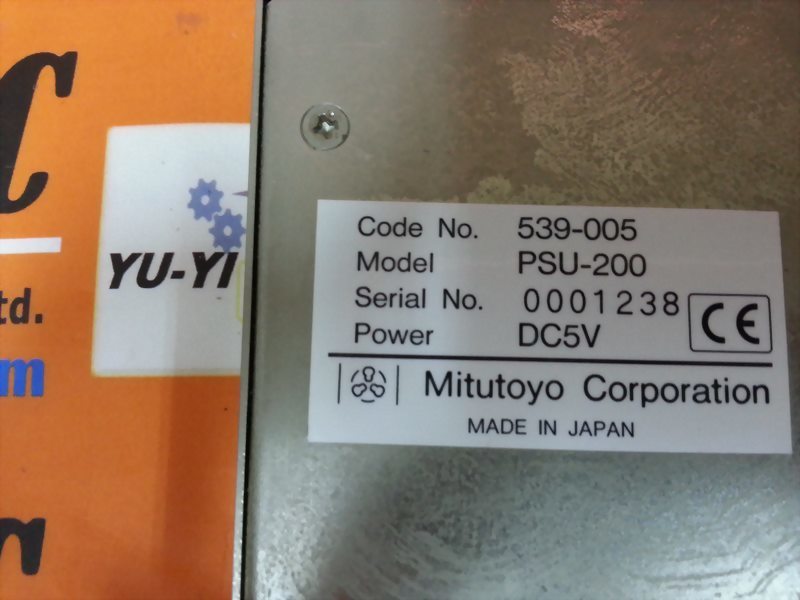 C
YU-YI
td.
m
Code No. 539-005
Model PSU-200
Serial No. 0001238
Power DC5V
CE
Mitutoyo Corporation
MADE IN JAPAN